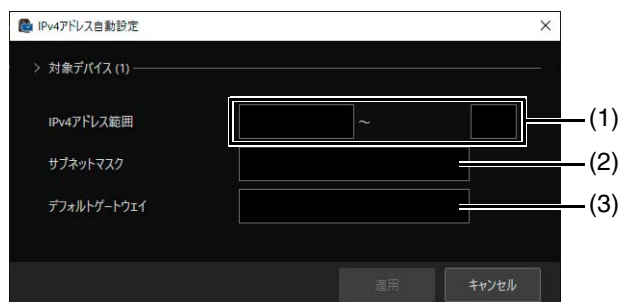 IPv4アドレス自動設定
> 対象デバイス (1)
IPv4アドレス範囲 ～ (1)
サブネットマスク (2)
デフォルトゲートウェイ (3)
適用 キャンセル